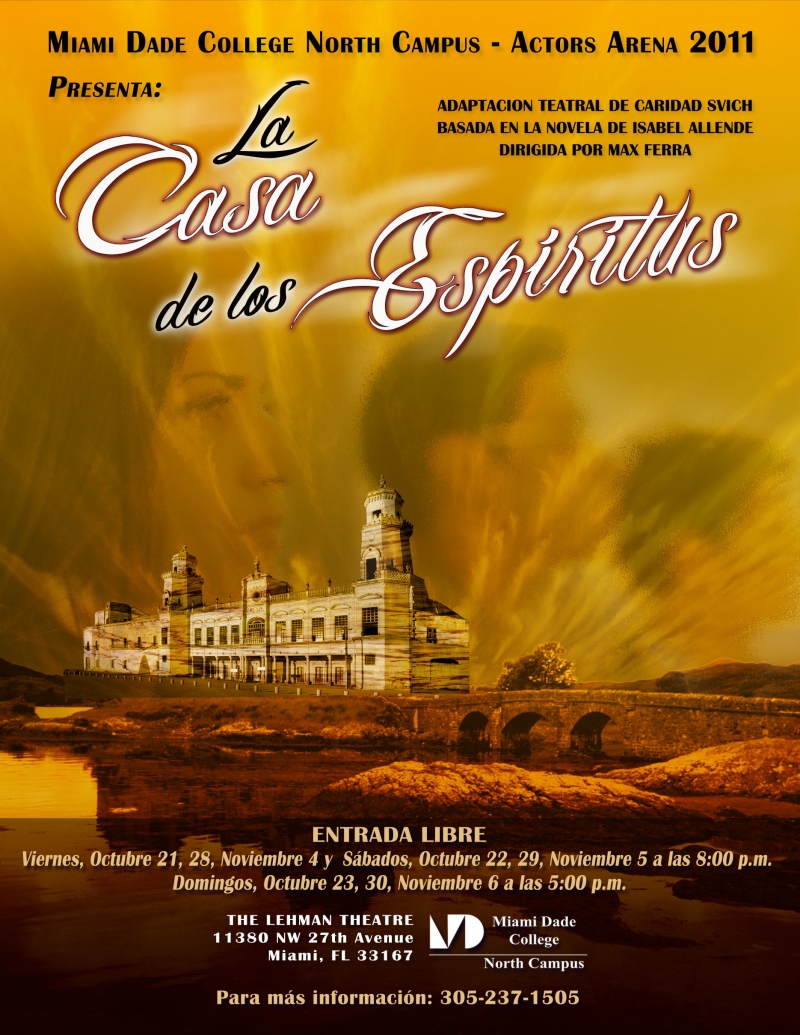 MIAMI DADE COLLEGE NORTH CAMPUS - ACTORS ARENA 2011
PRESENTA:
ADAPTACION TEATRAL DE CARIDAD SVICH
BASADA EN LA NOVELA DE ISABEL ALLENDE
DIRIGIDA POR MAX FERRA
La
Casa
de los
Espíritus
ENTRADA LIBRE
Viernes, Octubre 21, 28, Noviembre 4 y Sábados, Octubre 22, 29, Noviembre 5 a las 8:00 p.m.
Domingos, Octubre 23, 30, Noviembre 6 a las 5:00 p.m.
THE LEHMAN THEATRE
11380 NW 27th Avenue
Miami, FL 33167
MD
Miami Dade
College
North Campus
Para más información: 305-237-1505